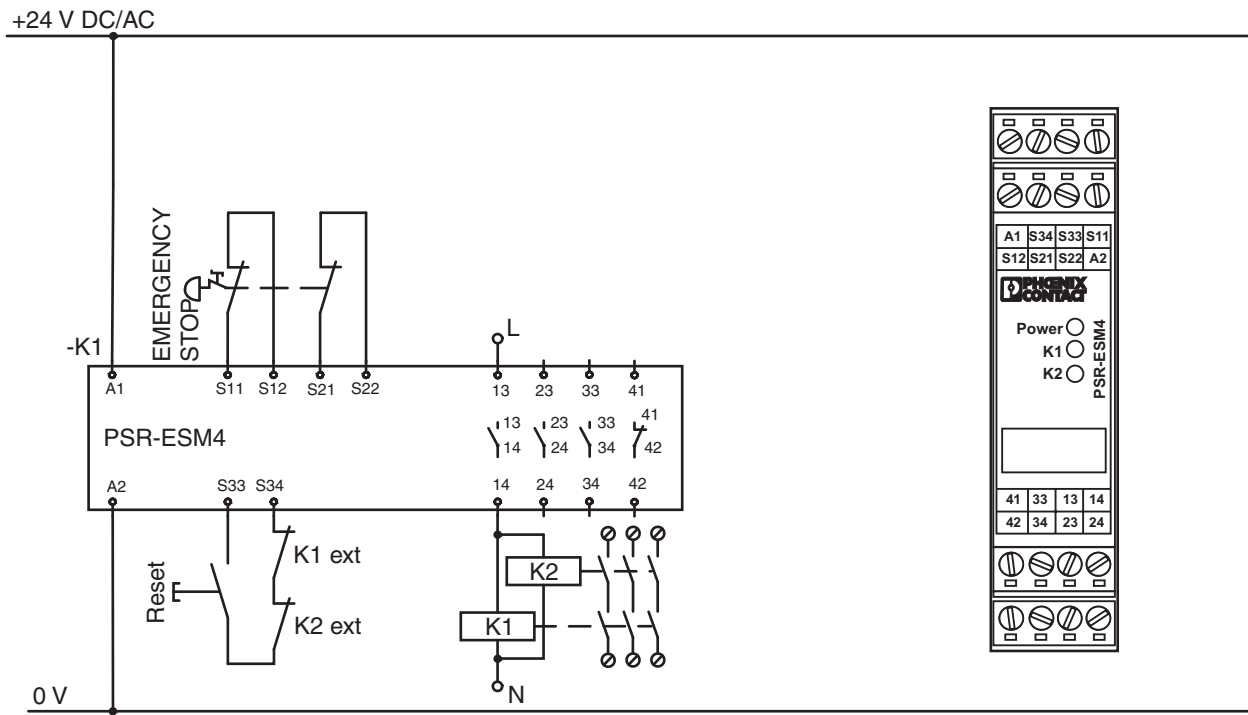 +24 V DC/AC
EMERGENCY
STOP
-K1
L
A1 S11 S12 S21 S22 13 23 33 41
PSR-ESM4
13 23 33 41
14 24 34 42
A2 S33 S34 14 24 34 42
Reset
K1 ext
K2 ext
K2
K1
N
0 V
A1 S34 S33 S11
S12 S21 S22 A2
PHŒNIX
CONTACT
Power
K1
K2
PSR-ESM4
41 33 13 14
42 34 23 24